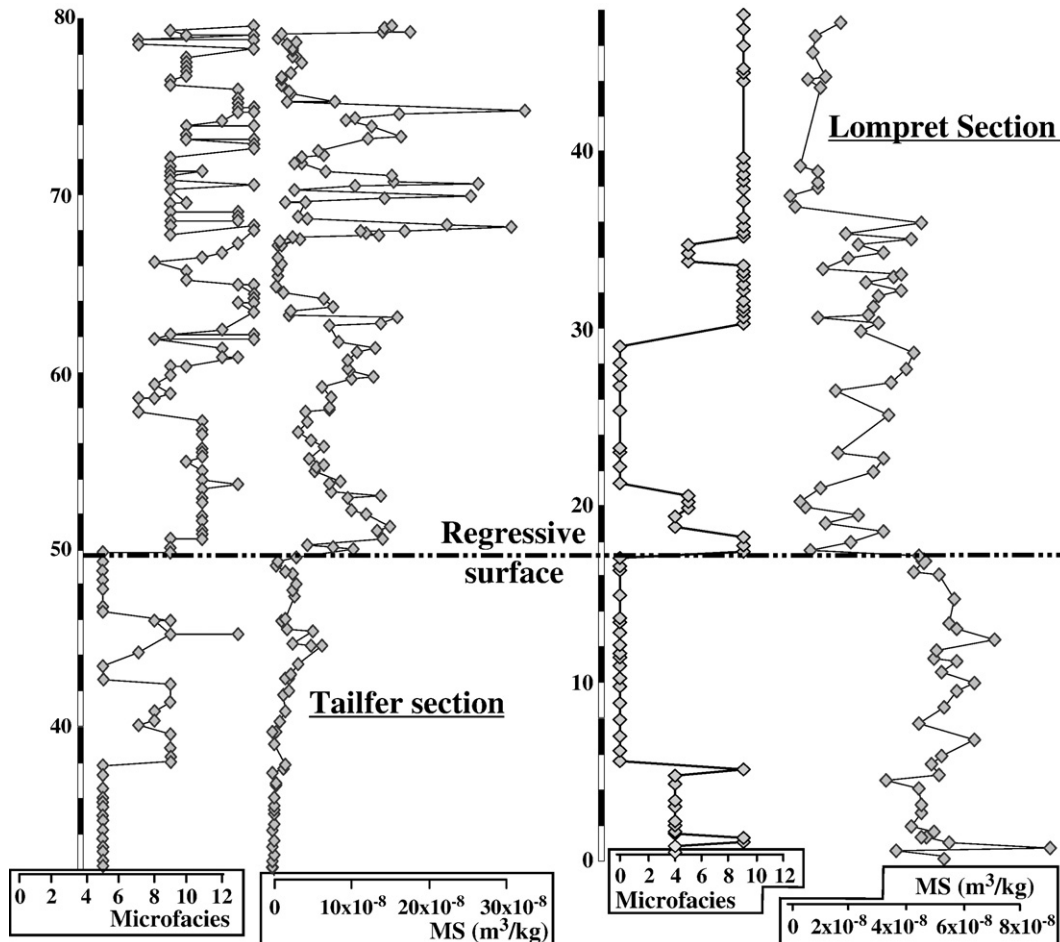 80
70
60
50
40
Tailfer section
0 2 4 6 8 10 12
Microfacies
0 10x10-8 20x10-8 30x10-8
MS (m3/kg)
Regressive
surface
Lompret Section
40
30
20
10
0
0 2 4 6 8 10 12
Microfacies
MS (m3/kg)
0 2x10-8 4x10-8 6x10-8 8x10-8